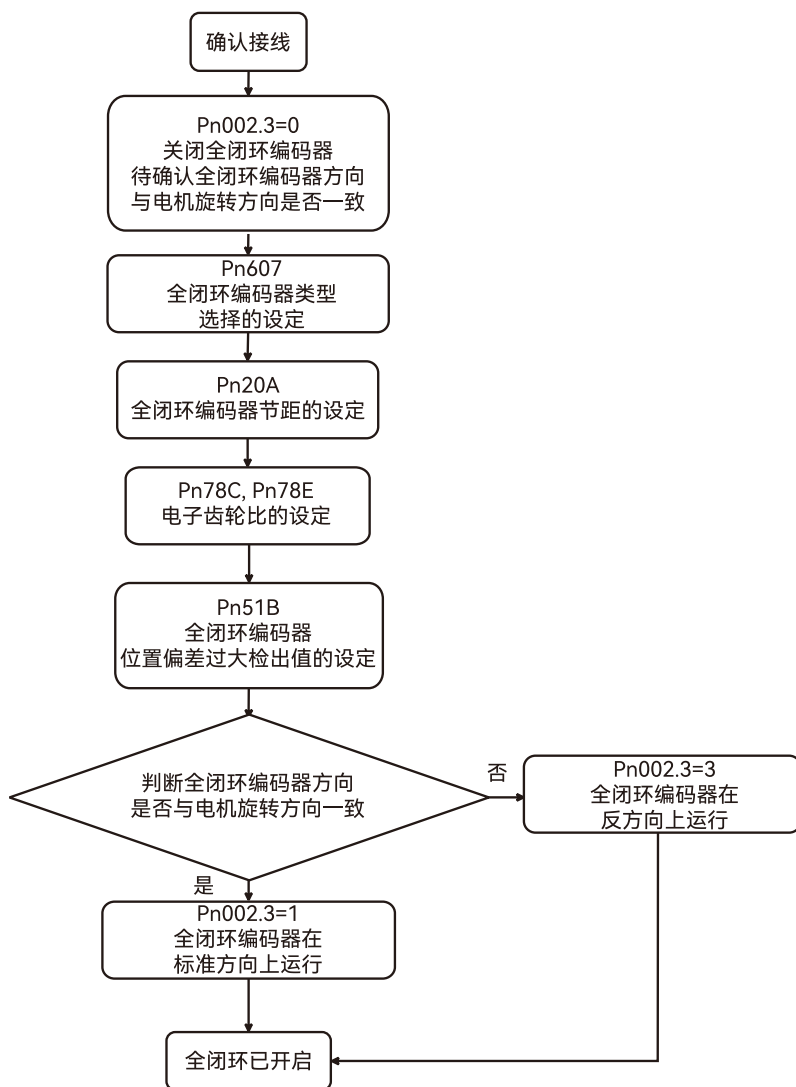 确认接线
Pn002.3=0
关闭全闭环编码器
待确认全闭环编码器方向
与电机旋转方向是否一致
Pn607
全闭环编码器类型
选择的设定
Pn20A
全闭环编码器节距的设定
Pn78C, Pn78E
电子齿轮比的设定
Pn51B
全闭环编码器
位置偏差过大检出值的设定
判断全闭环编码器方向
是否与电机旋转方向一致
否
Pn002.3=3
全闭环编码器在
反方向上运行
是
Pn002.3=1
全闭环编码器在
标准方向上运行
全闭环已开启